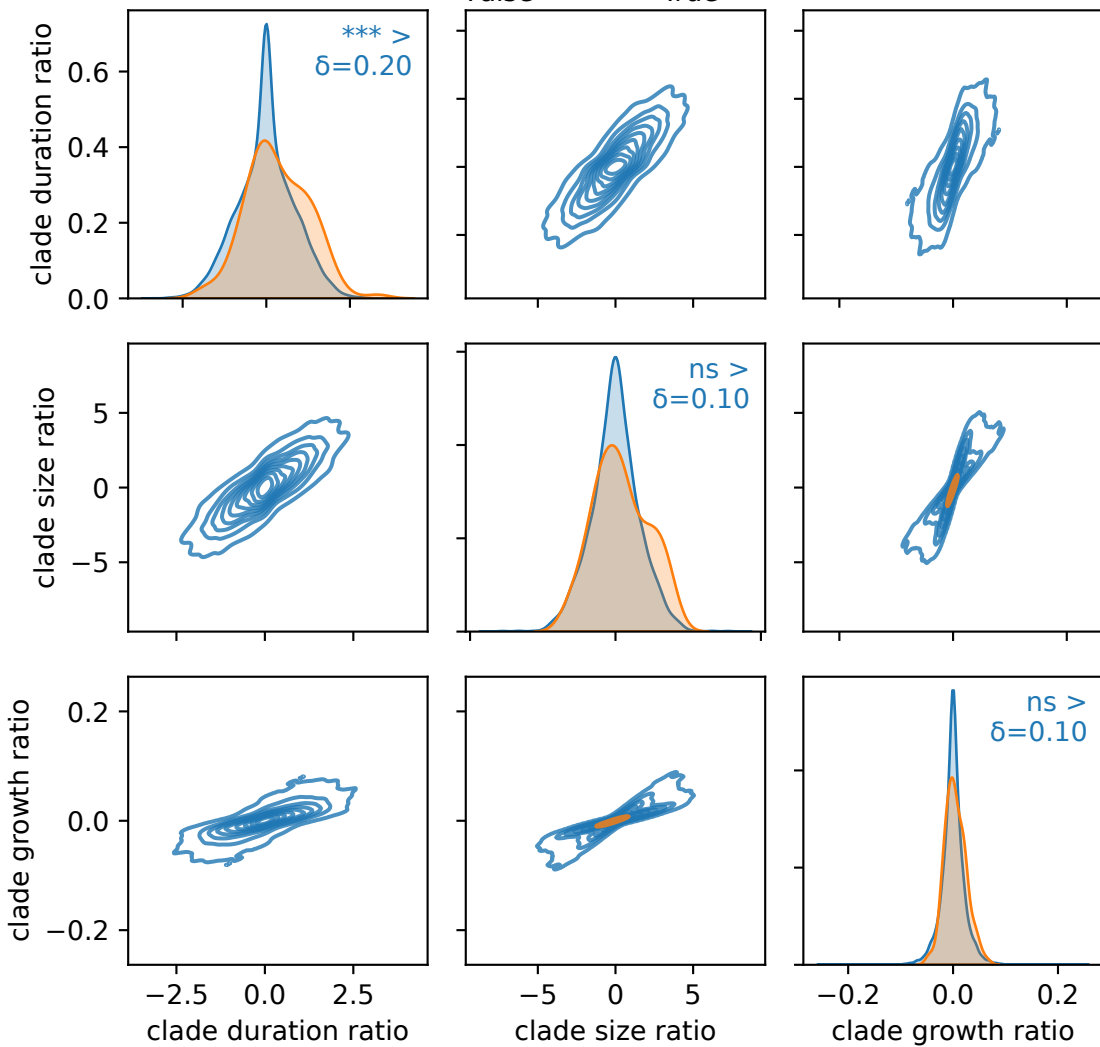 *** >
δ=0.20
clade duration ratio
0.6
0.4
0.2
0.0
ns >
δ=0.10
clade size ratio
5
0
−5
ns >
δ=0.10
clade growth ratio
0.2
0.0
−0.2
−2.5 0.0 2.5
−5 0 5
−0.2 0.0 0.2
clade duration ratio
clade size ratio
clade growth ratio